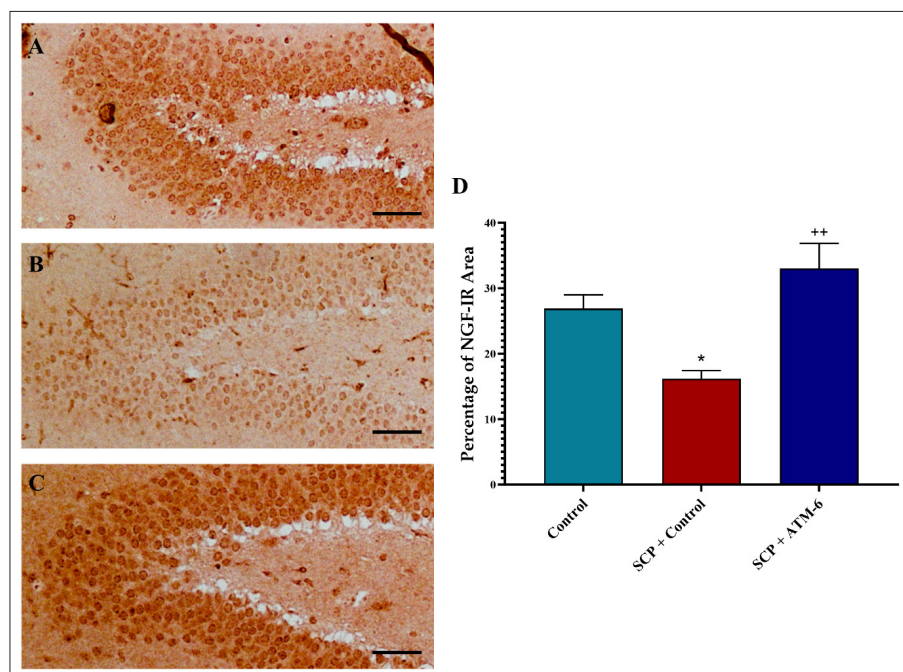 A
B
C
D
Percentage of NGF-IR Area
40
30
20
10
0
*
++
Control
SCP + Control
SCP + ATM-6